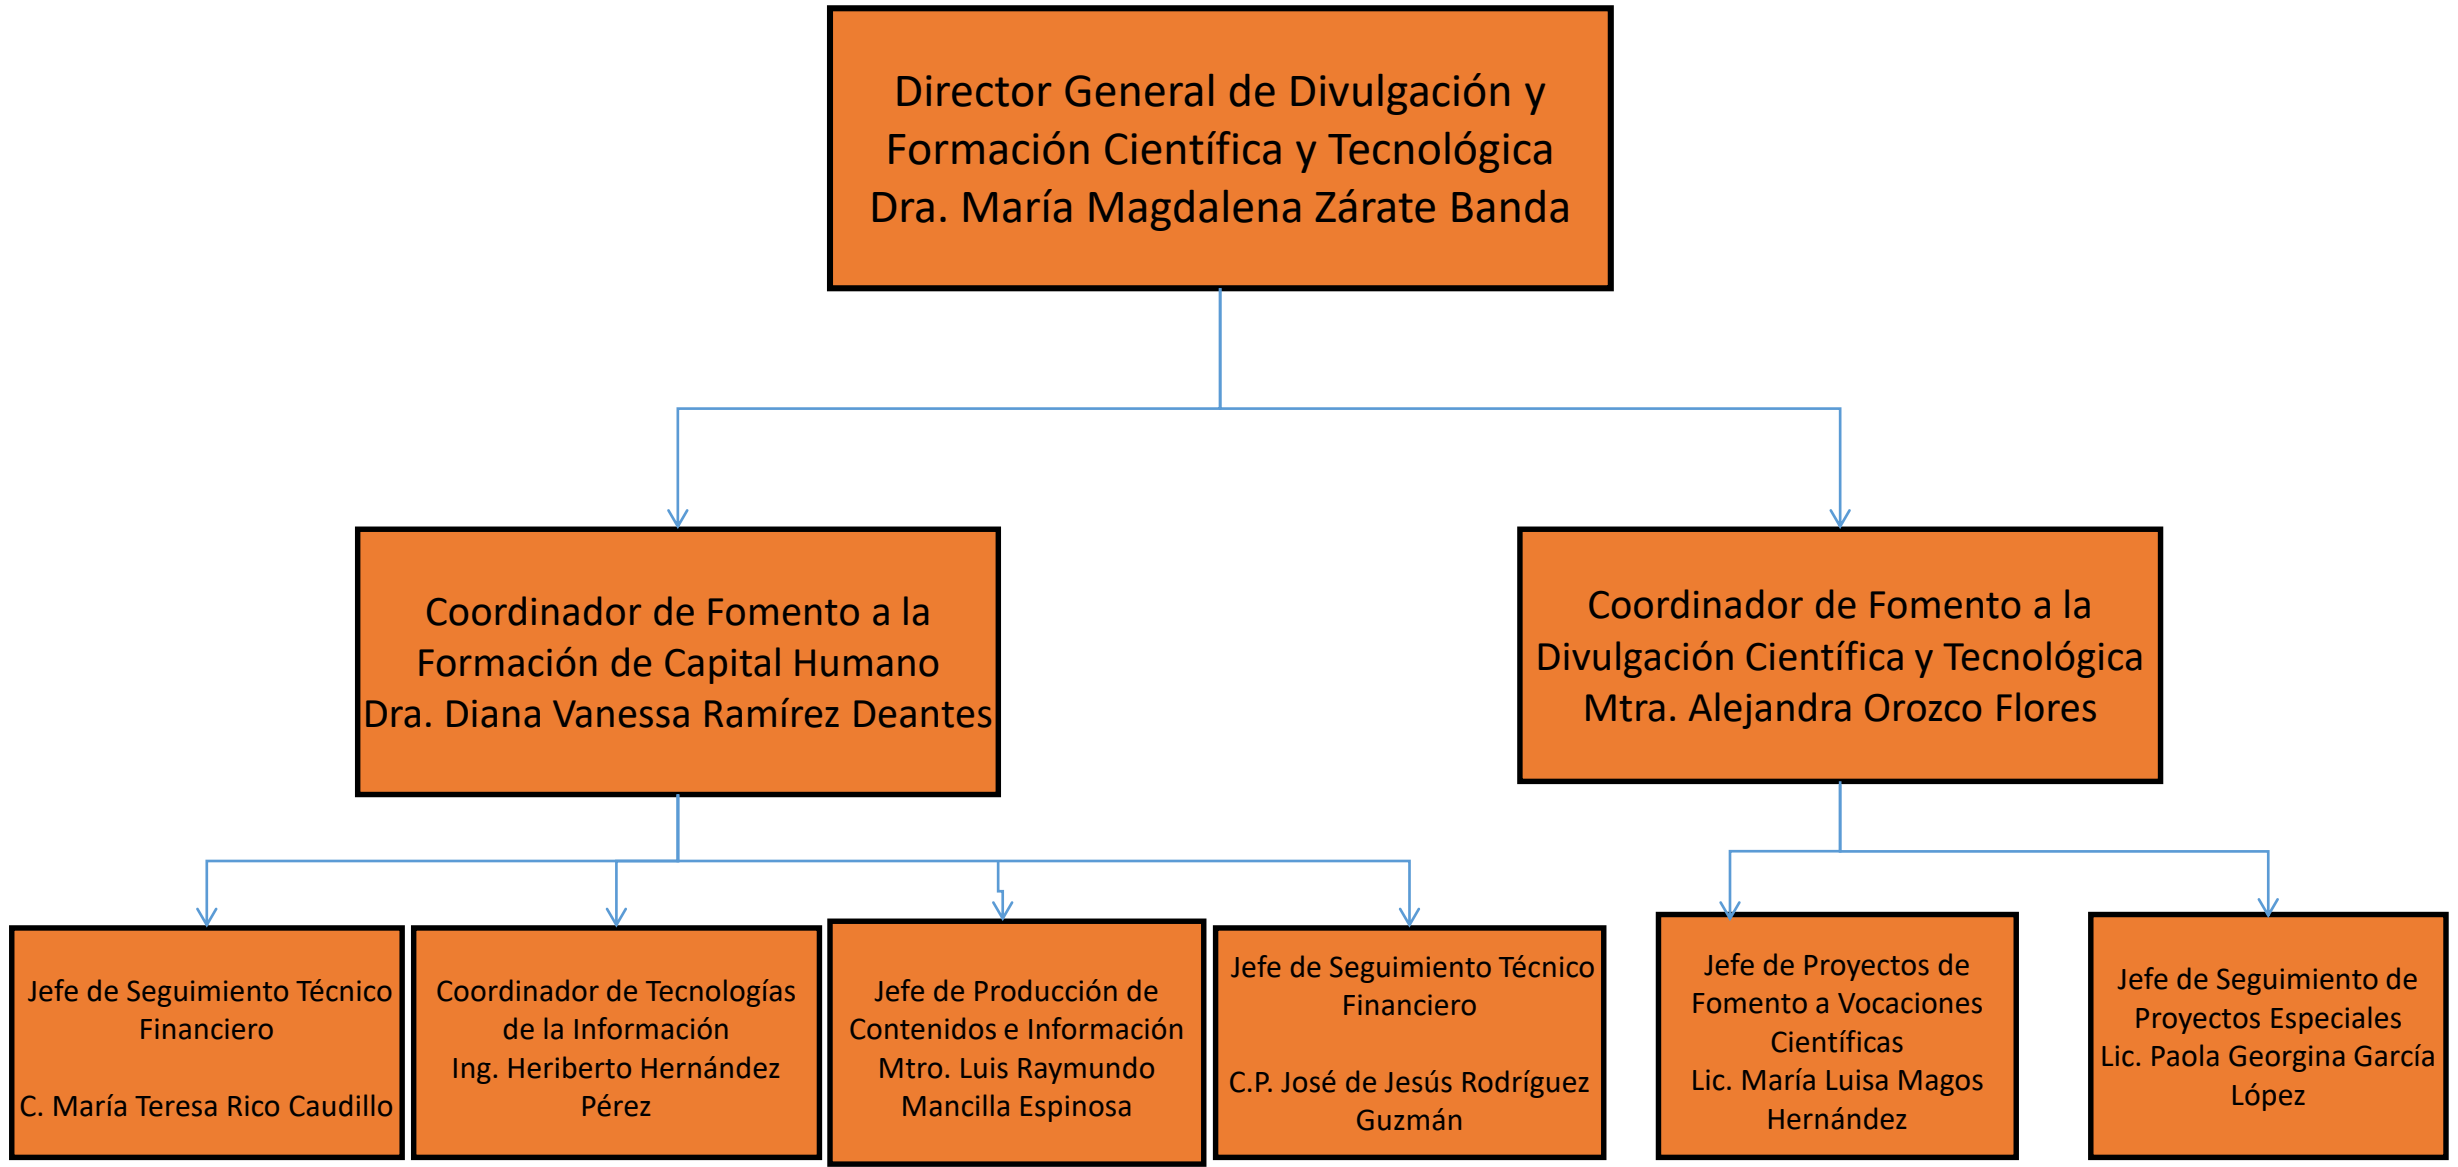 Director General de Divulgación y
Formación Científica y Tecnológica
Dra. María Magdalena Zárate Banda
Coordinador de Fomento a la
Formación de Capital Humano
Dra. Diana Vanessa Ramírez Deantes
Coordinador de Fomento a la
Divulgación Científica y Tecnológica
Mtra. Alejandra Orozco Flores
Jefe de Seguimiento Técnico
Financiero
C. María Teresa Rico Caudillo
Coordinador de Tecnologías
de la Información
Ing. Heriberto Hernández
Pérez
Jefe de Producción de
Contenidos e Información
Mtro. Luis Raymundo
Mancilla Espinosa
Jefe de Seguimiento Técnico
Financiero
C.P. José de Jesús Rodríguez
Guzmán
Jefe de Proyectos de
Fomento a Vocaciones
Científicas
Lic. María Luisa Magos
Hernández
Jefe de Seguimiento de
Proyectos Especiales
Lic. Paola Georgina García
López